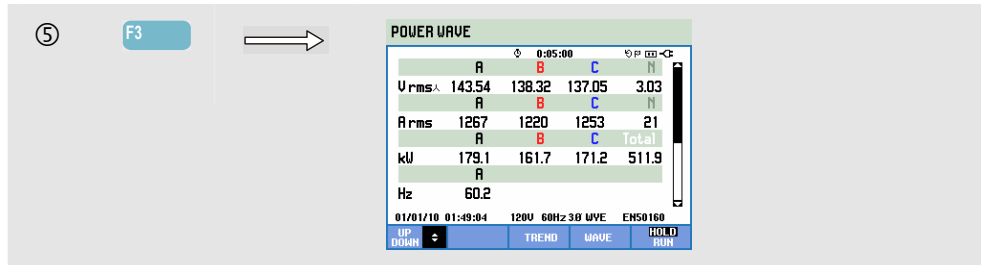 ⑤ F3
POWER WAVE
0:05:00
A B C N
V rms 143.54 138.32 137.05 3.03
A B C N
A rms 1267 1220 1253 21
A B C Total
kW 179.1 161.7 171.2 511.9
A
Hz 60.2
01/01/10 01:49:04 120V 60Hz 3Ø WYE EN50160
UP DOWN TREND WAVE HOLD RUN